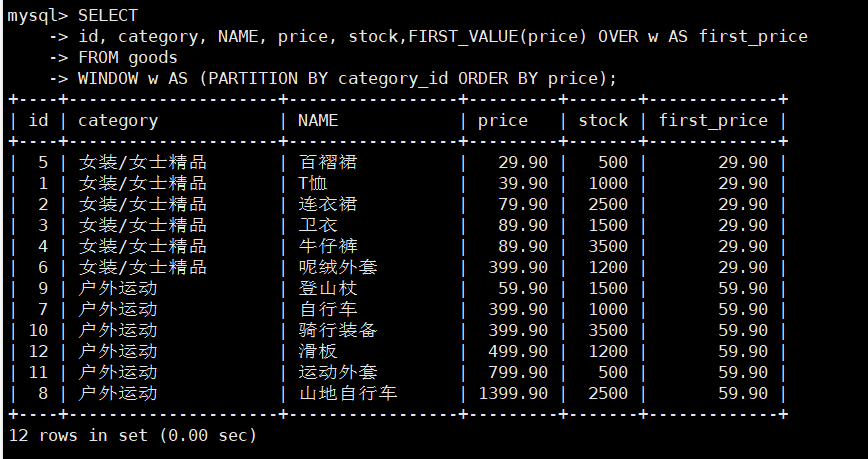 mysql> SELECT
    -> id, category, NAME, price, stock,FIRST_VALUE(price) OVER w AS first_price
    -> FROM goods
    -> WINDOW w AS (PARTITION BY category_id ORDER BY price);
+----+---------------------+-----------------+---------+-------+-------------+
| id | category            | NAME            | price   | stock | first_price |
+----+---------------------+-----------------+---------+-------+-------------+
|  5 | 女装/女士精品       | 百褶裙          |   29.90 |   500 |       29.90 |
|  1 | 女装/女士精品       | T恤             |   39.90 |  1000 |       29.90 |
|  2 | 女装/女士精品       | 连衣裙          |   79.90 |  2500 |       29.90 |
|  3 | 女装/女士精品       | 卫衣            |   89.90 |  1500 |       29.90 |
|  4 | 女装/女士精品       | 牛仔裤          |   89.90 |  3500 |       29.90 |
|  6 | 女装/女士精品       | 呢绒外套        |  399.90 |  1200 |       29.90 |
|  9 | 户外运动            | 登山杖          |   59.90 |  1500 |       59.90 |
|  7 | 户外运动            | 自行车          |  399.90 |  1000 |       59.90 |
| 10 | 户外运动            | 骑行装备        |  399.90 |  3500 |       59.90 |
| 12 | 户外运动            | 滑板            |  499.90 |  1200 |       59.90 |
| 11 | 户外运动            | 运动外套        |  799.90 |   500 |       59.90 |
|  8 | 户外运动            | 山地自行车      | 1399.90 |  2500 |       59.90 |
+----+---------------------+-----------------+---------+-------+-------------+
12 rows in set (0.00 sec)